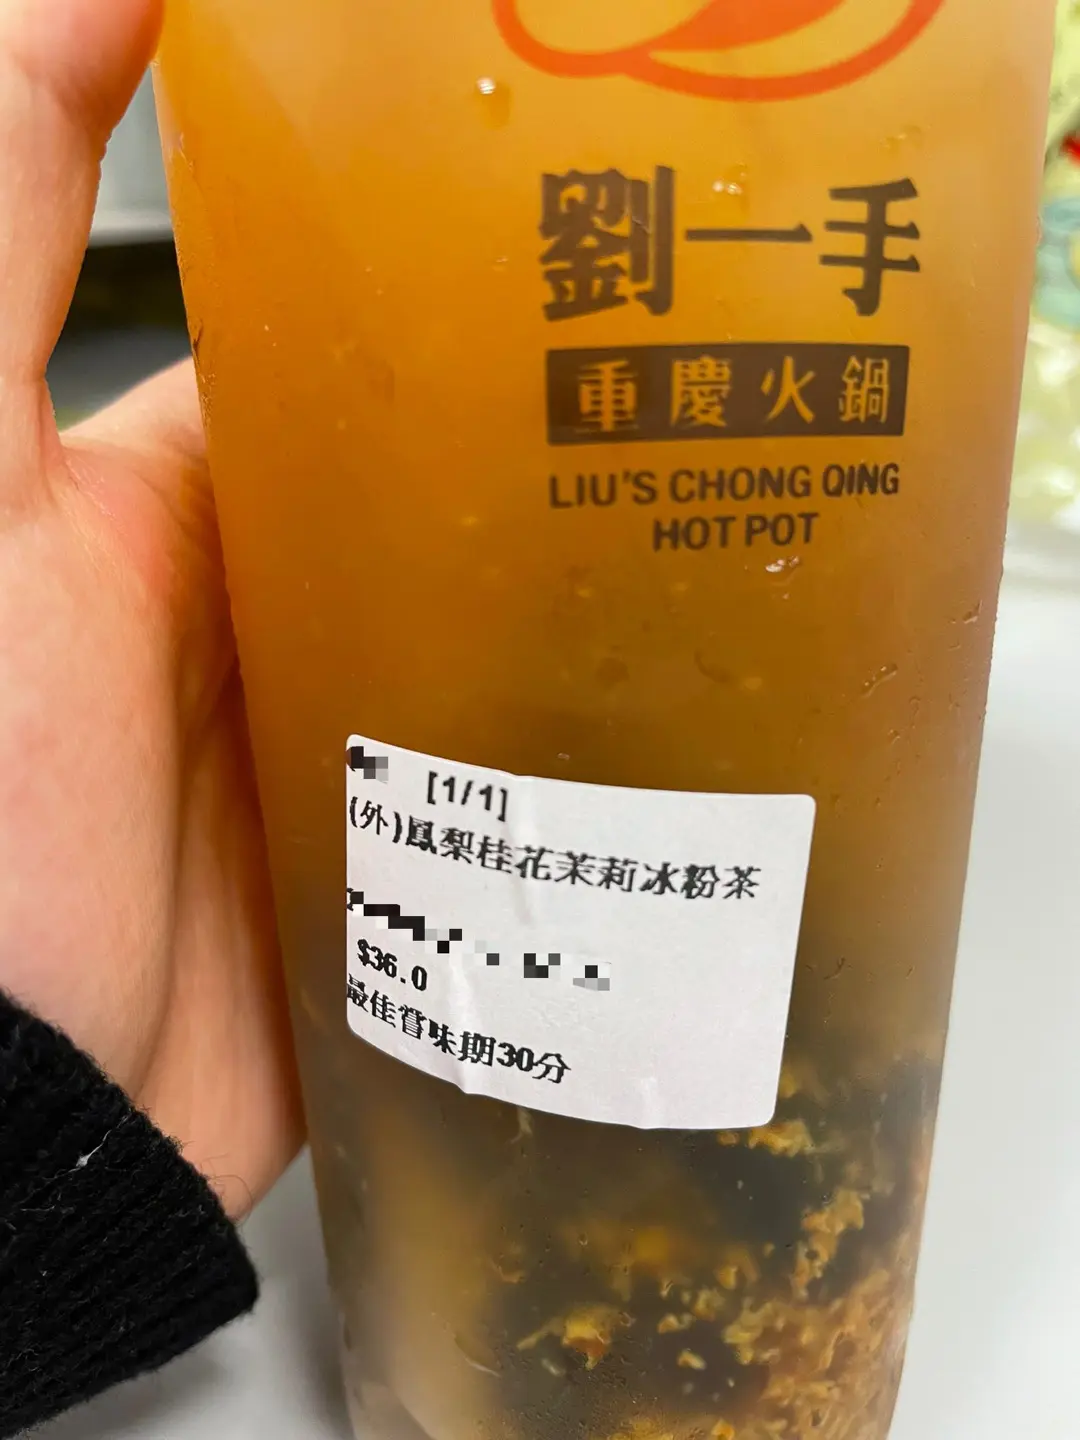 劉一手
重慶火鍋
LIU'S CHONG QING
HOT POT
[1/1]
(外)鳳梨桂花茉莉冰粉茶
$36.0
最佳嘗味期30分